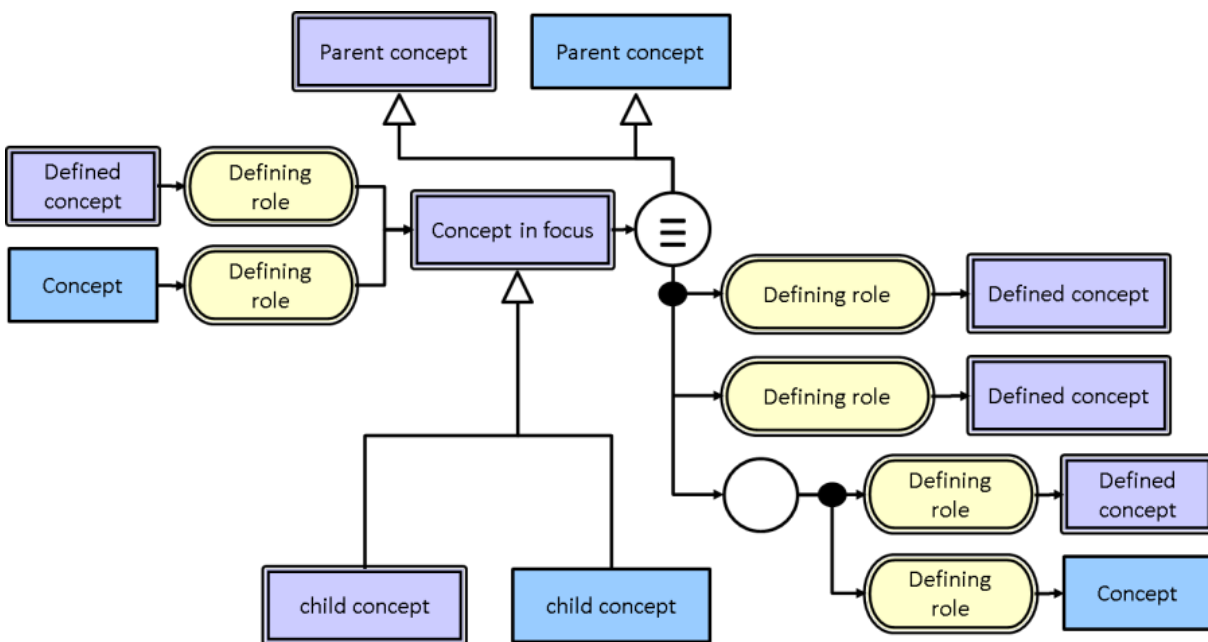 Parent concept
Parent concept
Defined
concept
Defining
role
Concept in focus
Concept
Defining
role
Defining role
Defined concept
Defining role
Defined concept
Defining
role
Defined
concept
child concept
child concept
Defining
role
Concept